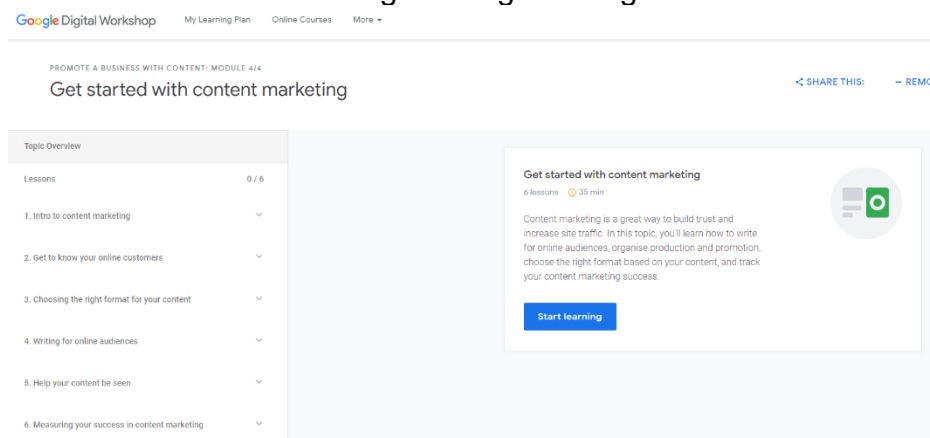 Google Digital Workshop My Learning Plan Online Courses More
PROMOTE A BUSINESS WITH CONTENT: MODULE 4/4
Get started with content marketing
SHARE THIS:
Topic Overview
Lessons 0 / 6
1. Intro to content marketing
2. Get to know your online customers
3. Choosing the right format for your content
4. Writing for online audiences
5. Help your content be seen
6. Measuring your success in content marketing
Get started with content marketing
6 lessons 35 min
Content marketing is a great way to build trust and
increase site traffic. In this topic, you'll learn how to write
for online audiences, organise production and promotion,
choose the right format based on your content, and track
your content marketing success.
Start learning